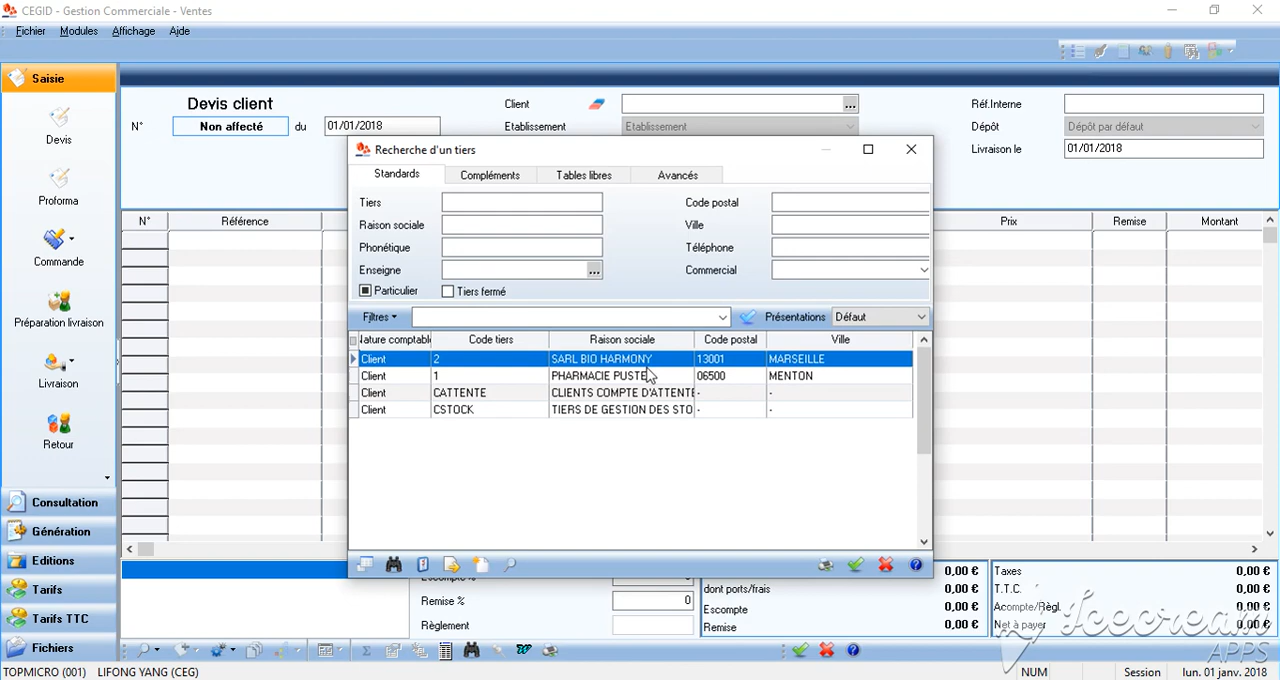 CEGID - Gestion Commerciale - Ventes
Fichier Modules Affichage Aide
Saisie
Devis
Proforma
Commande
Préparation livraison
Livraison
Retour
Consultation
Génération
Editions
Tarifs
Tarifs TTC
Fichiers
Devis client
N° Non affecté du 01/01/2018
Client ...
Etablissement Etablissement
Réf.Interne
Dépôt Dépôt par défaut
Livraison le 01/01/2018
N° Référence Prix Remise Montant
Recherche d'un tiers
Standards Compléments Tables libres Avancés
Tiers Code postal
Raison sociale Ville
Phonétique Téléphone
Enseigne ... Commercial
Particulier Tiers fermé
Filtres Présentations Défaut
Nature comptable Code tiers Raison sociale Code postal Ville
Client 2 SARL BIO HARMONY 13001 MARSEILLE
Client 1 PHARMACIE PUSTE 06500 MENTON
Client CATTENTE CLIENTS COMPTE D'ATTENTE - -
Client CSTOCK TIERS DE GESTION DES STO - -
0,00 € Taxes 0,00 €
Remise % 0
Règlement
dont ports/frais 0,00 € T.T.C. 0,00 €
Escompte 0,00 € Acompte/Règl. 0,00 €
Remise 0,00 € Net à payer 0,00 €
Icecream
APPS
TOPMICRO (001) LIFONG YANG (CEG) NUM Session lun. 01 janv. 2018